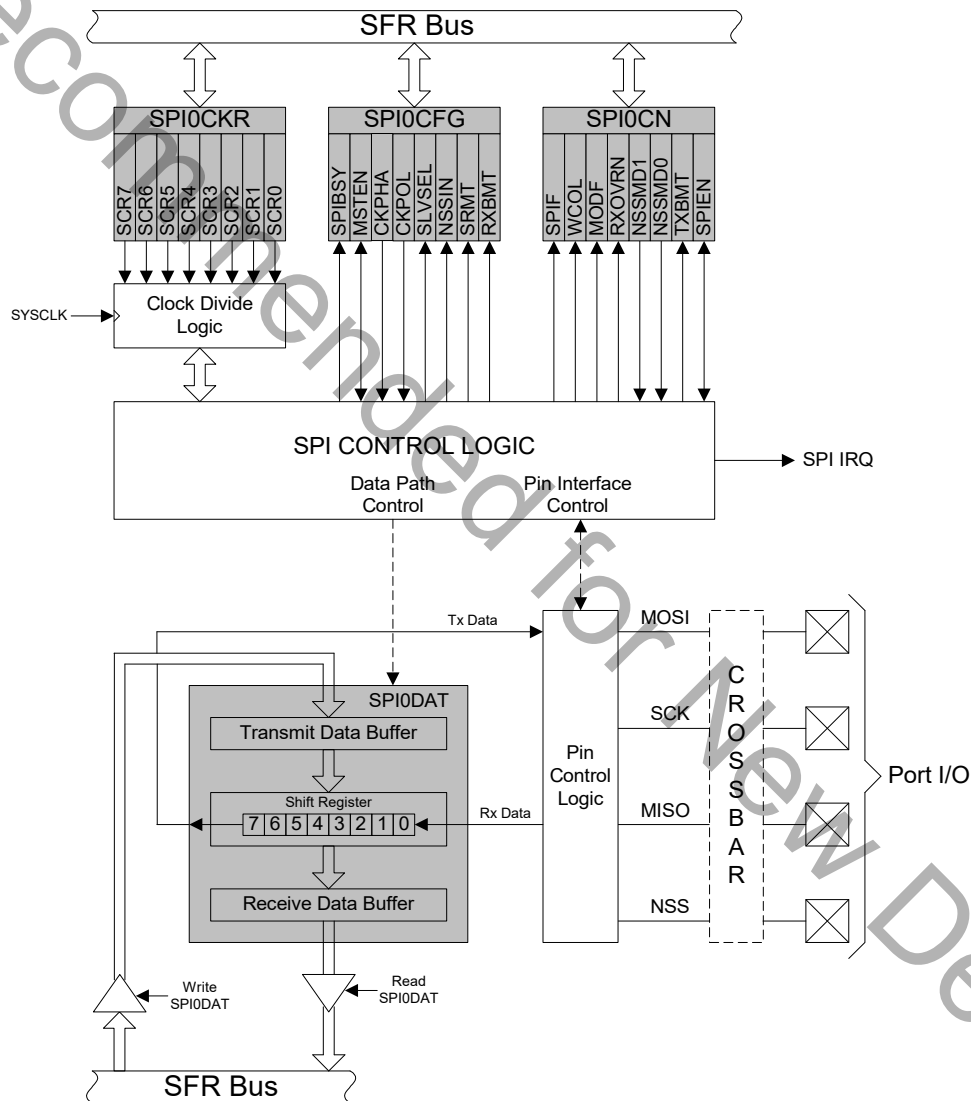 SFR Bus
SPI0CKR
SCR7
SCR6
SCR5
SCR4
SCR3
SCR2
SCR1
SCR0
SPI0CFG
SPIBSY
MSTEN
CKPHA
CKPOL
SLVSEL
NSSIN
SRMT
RXBMT
SPI0CN
SPIF
WCOL
MODF
RXOVRN
NSSMD1
NSSMD0
TXBMT
SPIEN
SYSCLK
Clock Divide
Logic
SPI CONTROL LOGIC
Data Path
Control
Pin Interface
Control
SPI IRQ
Tx Data
SPI0DAT
Transmit Data Buffer
Shift Register
7 6 5 4 3 2 1 0
Receive Data Buffer
Rx Data
Pin
Control
Logic
MOSI
SCK
MISO
NSS
CROSSBAR
Port I/O
Write
SPI0DAT
Read
SPI0DAT
SFR Bus
ecommended for New De